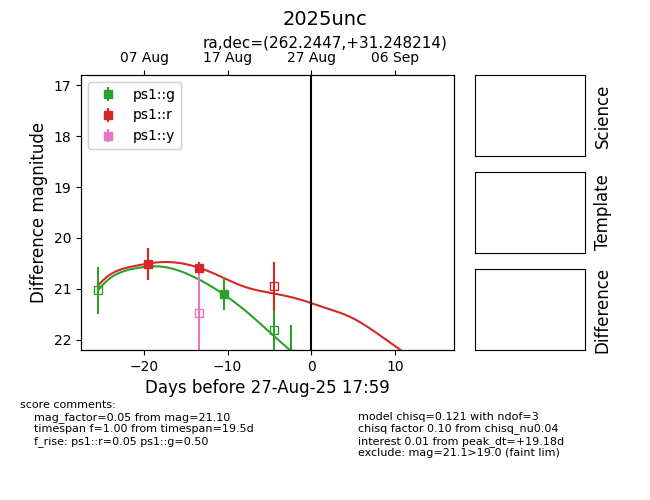 2025unc
ra,dec=(262.2447,+31.248214)
07 Aug 17 Aug 27 Aug 06 Sep
ps1::g
ps1::r
ps1::y
17
18
19
20
21
22
Difference magnitude
−20 −10 0 10
Days before 27-Aug-25 17:59
Science
Template
Difference
score comments:
mag_factor=0.05 from mag=21.10
timespan f=1.00 from timespan=19.5d
f_rise: ps1::r=0.05 ps1::g=0.50
model chisq=0.121 with ndof=3
chisq factor 0.10 from chisq_nu0.04
interest 0.01 from peak_dt=+19.18d
exclude: mag=21.1>19.0 (faint lim)